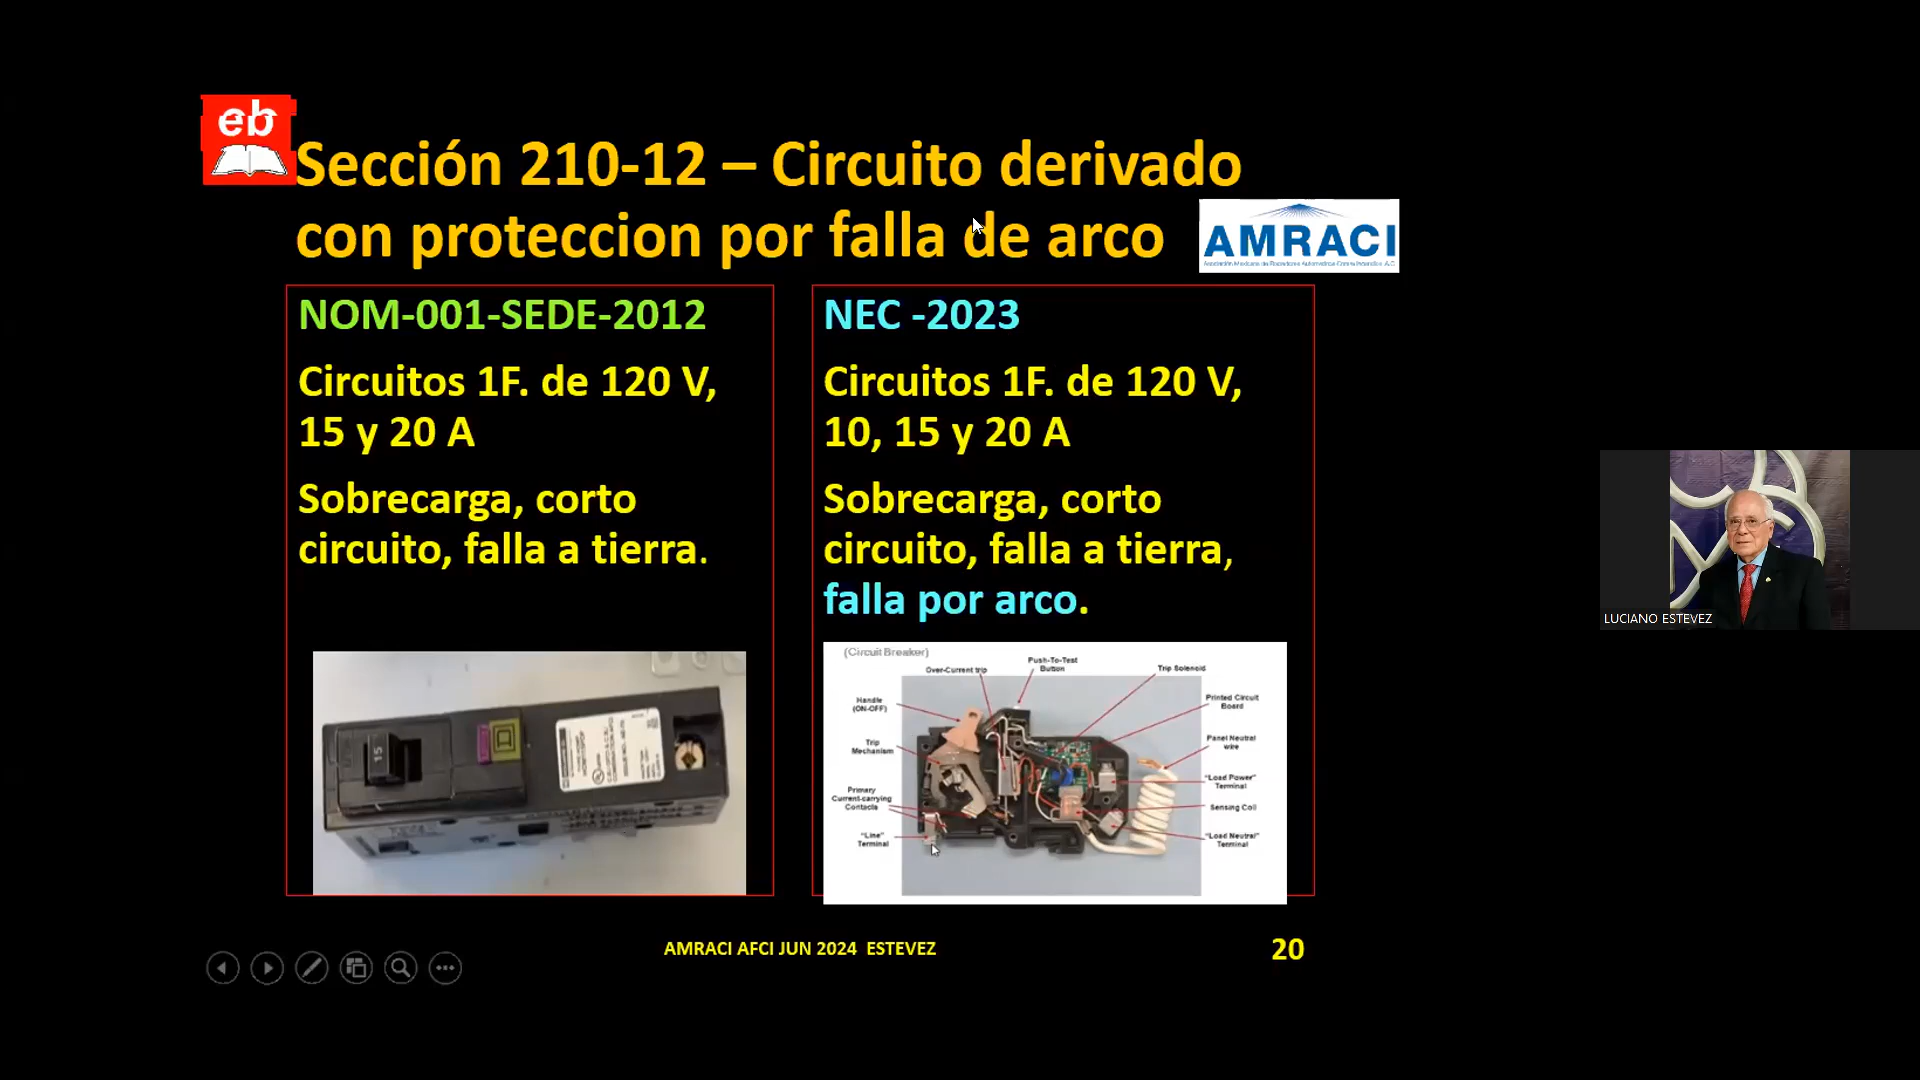 eb
Sección 210-12 – Circuito derivado
con proteccion por falla de arco
AMRACI
NOM-001-SEDE-2012
Circuitos 1F. de 120 V,
15 y 20 A
Sobrecarga, corto
circuito, falla a tierra.
15
NEC -2023
Circuitos 1F. de 120 V,
10, 15 y 20 A
Sobrecarga, corto
circuito, falla a tierra,
falla por arco.
(Circuit Breaker)
Over-Current trip
Push-To-Test
Button
Trip Solenoid
Handle
(ON-OFF)
Printed Circuit
Board
Trip
Mechanism
Panel Neutral
wire
"Load Power"
Terminal
Primary
Current-carrying
Contacts
Sensing Coil
"Line"
Terminal
"Load Neutral"
Terminal
AMRACI AFCI JUN 2024 ESTEVEZ
20
LUCIANO ESTEVEZ